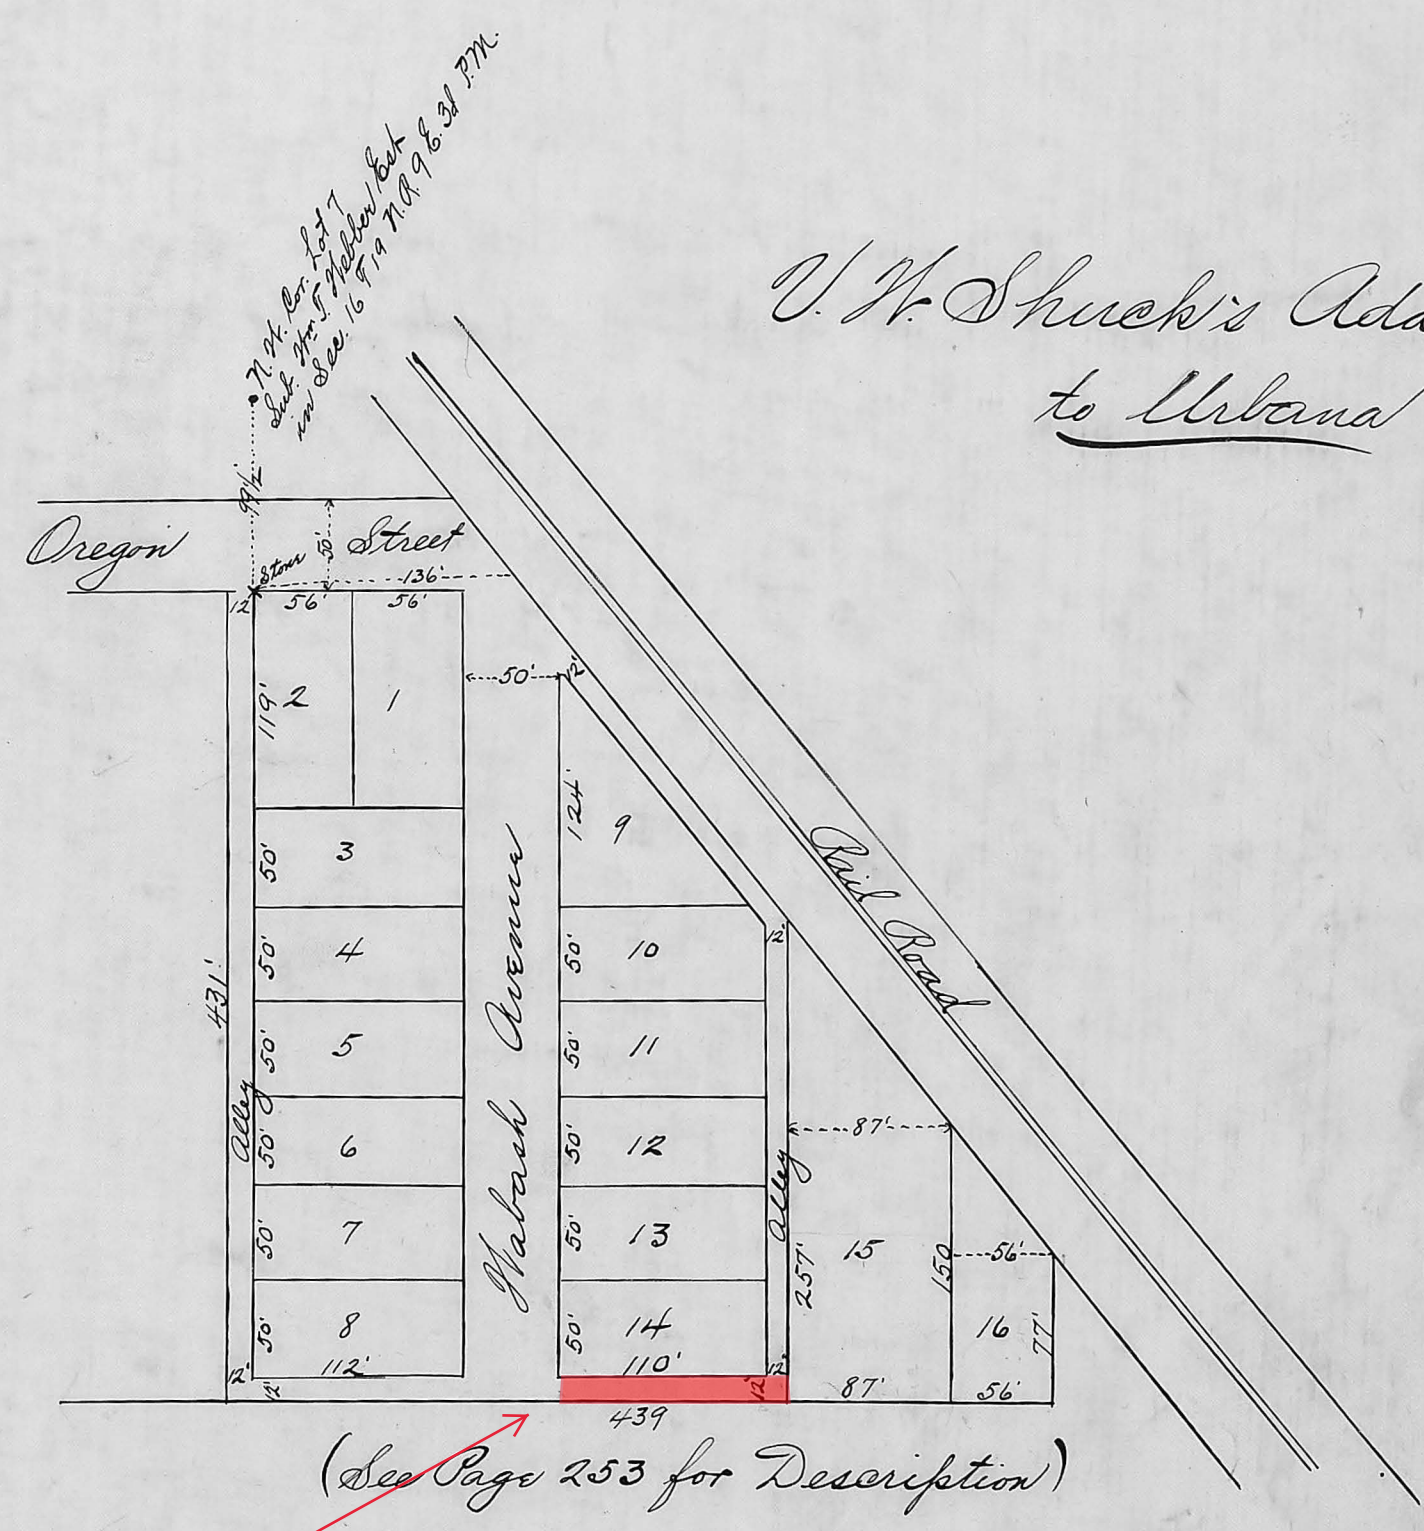 N. W. Cor. Lot 7
Sub. Wm. F. Webber Est
in Sec. 16 T 19 N. R. 9 E. 3d P.M.
V. W. Shuck's Add
to Urbana
99½'
Oregon Street
50'
Stone
136'
12' 56' 56'
119' 2 1
50' 12'
124' 9
50' 3
50' 4
50' 10
12'
431'
50' 5
50' 11
Alley
Wabash Avenue
Rail Road
50' 6
50' 12
87'
Alley
50' 7
50' 13
257' 15 150 56'
50' 8
112'
50' 14
110'
16 77'
12' 12'
12' 12'
87' 56'
439
(See Page 253 for Description)